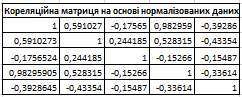 Кореляційна матриця на основі нормалізованих даних
1 0,591027 -0,17565 0,982959 -0,39286
0,5910273 1 0,244185 0,528315 -0,43354
-0,1756524 0,244185 1 -0,15266 -0,15487
0,98295905 0,528315 -0,15266 1 -0,33614
-0,3928645 -0,43354 -0,15487 -0,33614 1